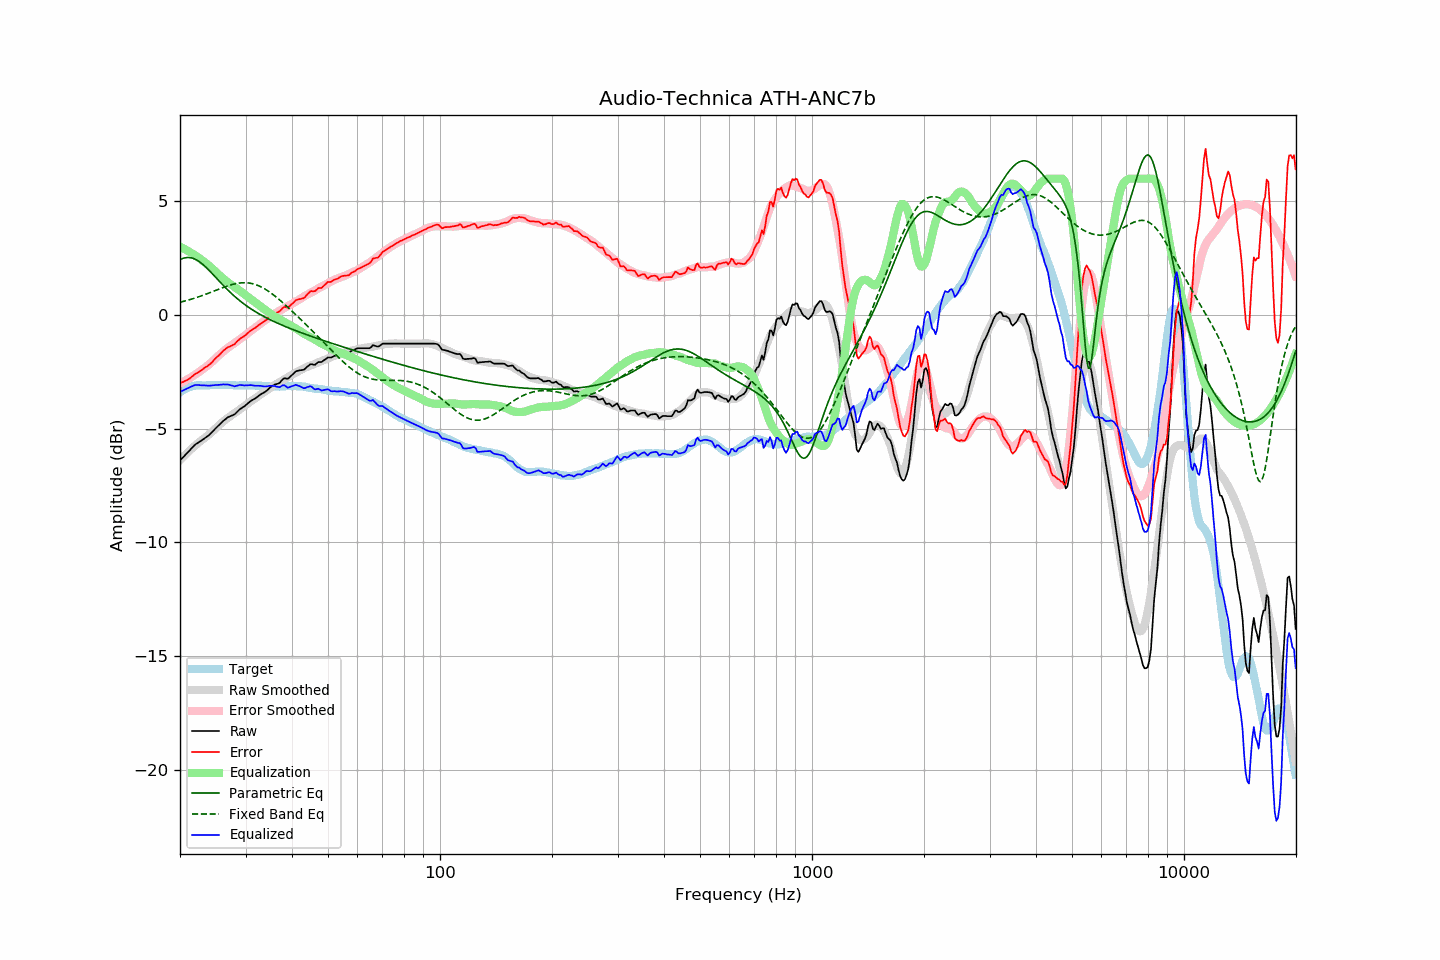 Audio-Technica ATH-ANC7b
Amplitude (dBr)
5
0
−5
−10
−15
−20
Target
Raw Smoothed
Error Smoothed
Raw
Error
Equalization
Parametric Eq
Fixed Band Eq
Equalized
100
1000
10000
Frequency (Hz)